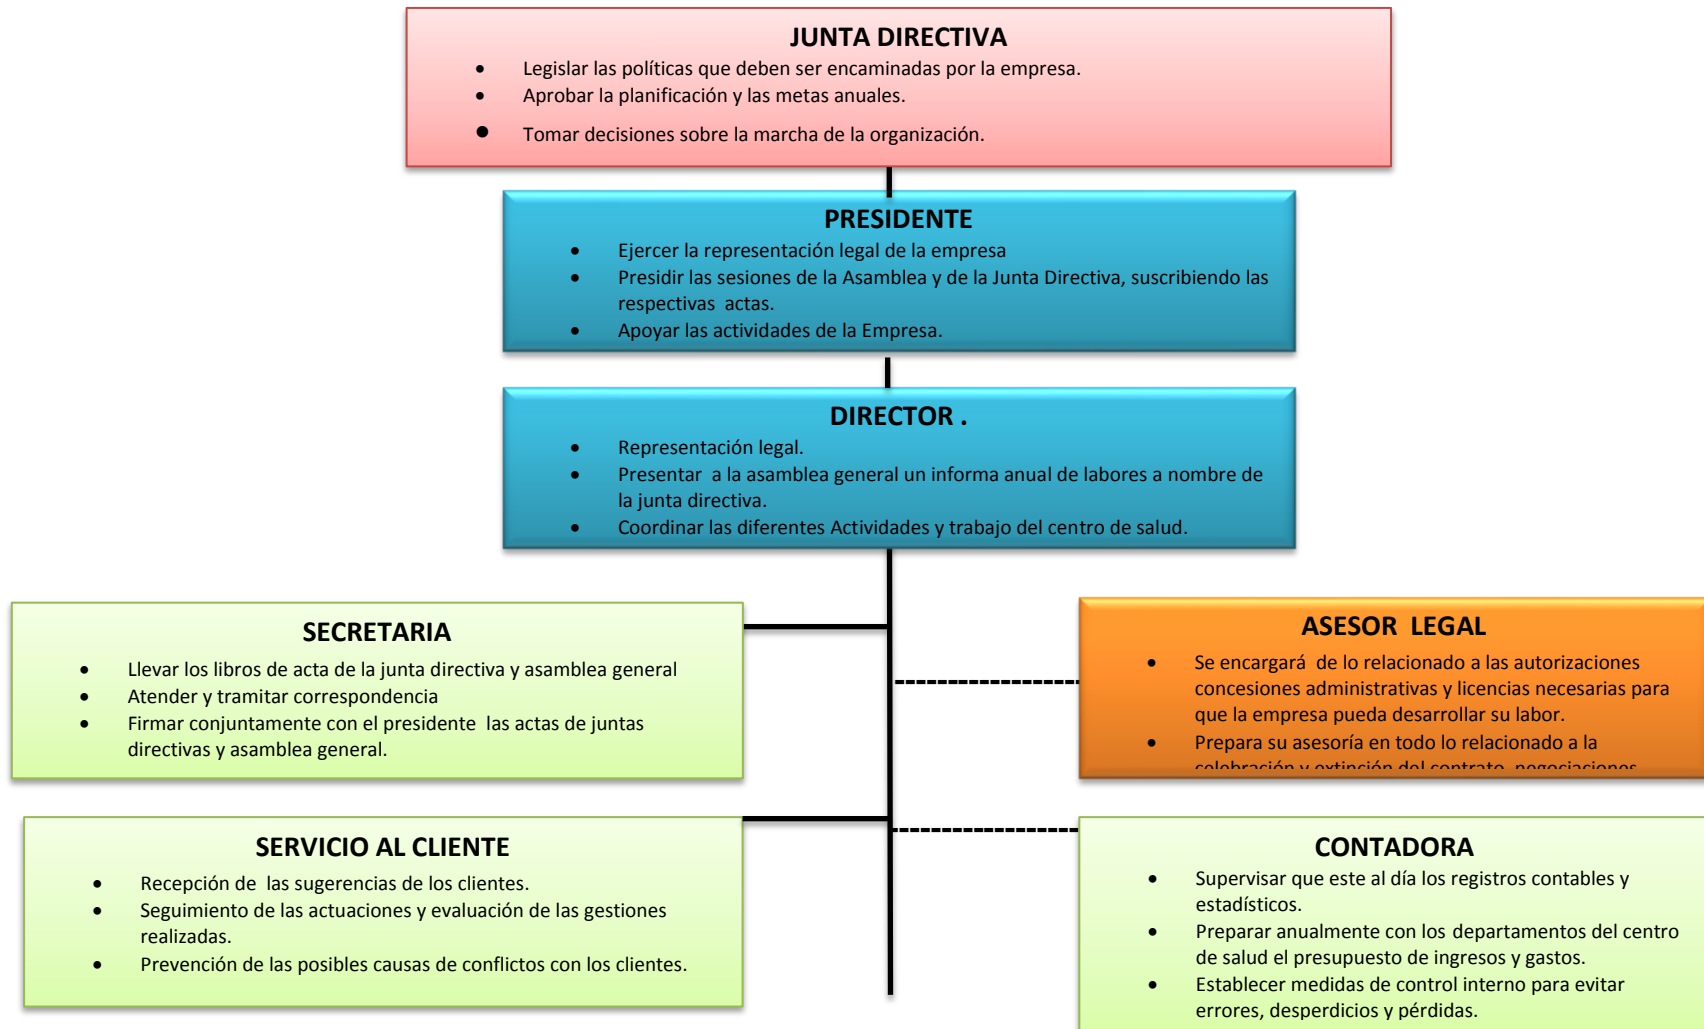 JUNTA DIRECTIVA
• Legislar las políticas que deben ser encaminadas por la empresa.
• Aprobar la planificación y las metas anuales.
• Tomar decisiones sobre la marcha de la organización.
PRESIDENTE
• Ejercer la representación legal de la empresa
• Presidir las sesiones de la Asamblea y de la Junta Directiva, suscribiendo las
respectivas actas.
• Apoyar las actividades de la Empresa.
DIRECTOR .
• Representación legal.
• Presentar a la asamblea general un informa anual de labores a nombre de
la junta directiva.
• Coordinar las diferentes Actividades y trabajo del centro de salud.
SECRETARIA
• Llevar los libros de acta de la junta directiva y asamblea general
• Atender y tramitar correspondencia
• Firmar conjuntamente con el presidente las actas de juntas
directivas y asamblea general.
ASESOR LEGAL
• Se encargará de lo relacionado a las autorizaciones
concesiones administrativas y licencias necesarias para
que la empresa pueda desarrollar su labor.
• Prepara su asesoría en todo lo relacionado a la
celebración y extinción del contrato, negociaciones
SERVICIO AL CLIENTE
• Recepción de las sugerencias de los clientes.
• Seguimiento de las actuaciones y evaluación de las gestiones
realizadas.
• Prevención de las posibles causas de conflictos con los clientes.
CONTADORA
• Supervisar que este al día los registros contables y
estadísticos.
• Preparar anualmente con los departamentos del centro
de salud el presupuesto de ingresos y gastos.
• Establecer medidas de control interno para evitar
errores, desperdicios y pérdidas.